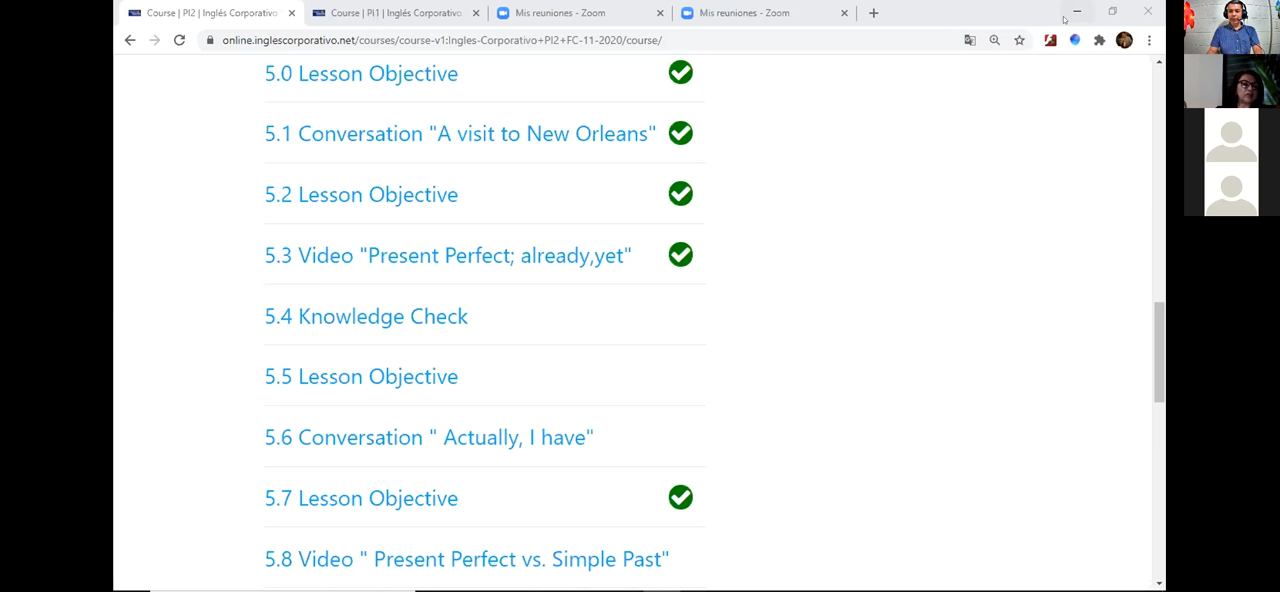 Course | PI2 | Inglés Corporativo
Course | PI1 | Inglés Corporativo
Mis reuniones - Zoom
Mis reuniones - Zoom
online.inglescorporativo.net/courses/course-v1:Ingles-Corporativo+PI2+FC-11-2020/course/
5.0 Lesson Objective
5.1 Conversation "A visit to New Orleans"
5.2 Lesson Objective
5.3 Video "Present Perfect; already,yet"
5.4 Knowledge Check
5.5 Lesson Objective
5.6 Conversation " Actually, I have"
5.7 Lesson Objective
5.8 Video " Present Perfect vs. Simple Past"